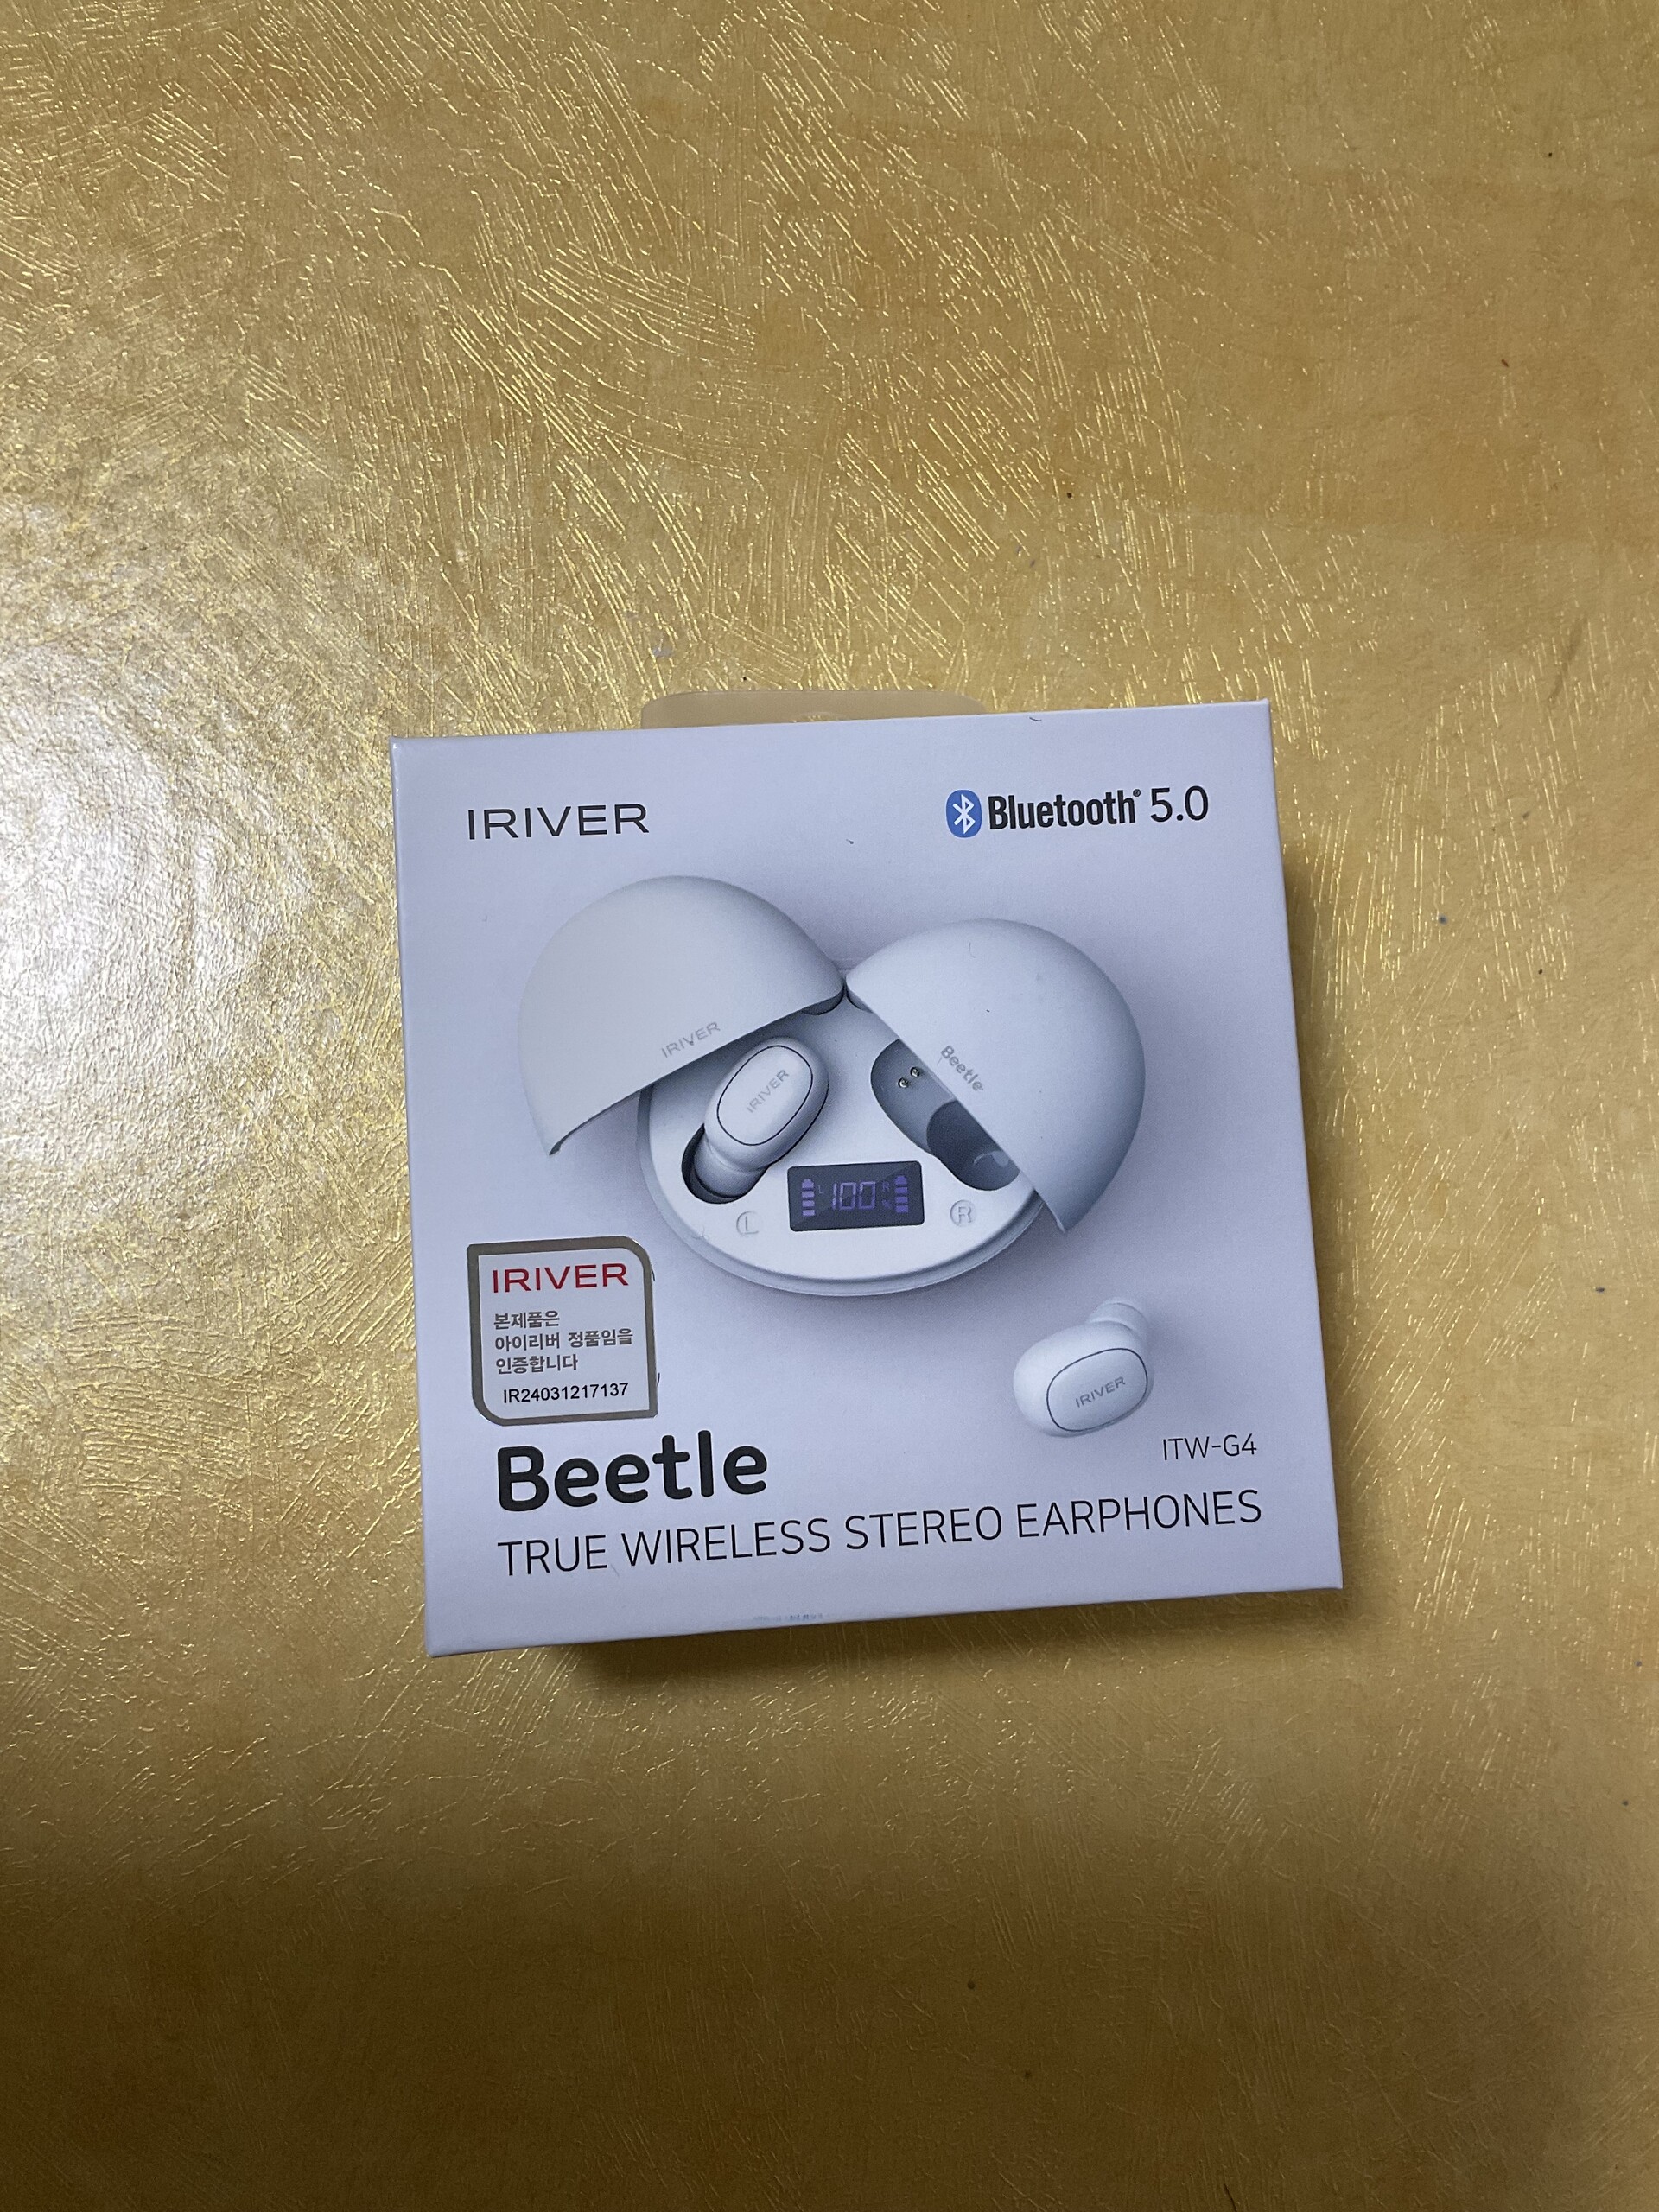 IRIVER
Bluetooth® 5.0
IRIVER
Beetle
IRIVER
L 100 R
L
R
IRIVER
본제품은
아이리버 정품임을
인증합니다
IR24031217137
IRIVER
ITW-G4
Beetle
TRUE WIRELESS STEREO EARPHONES